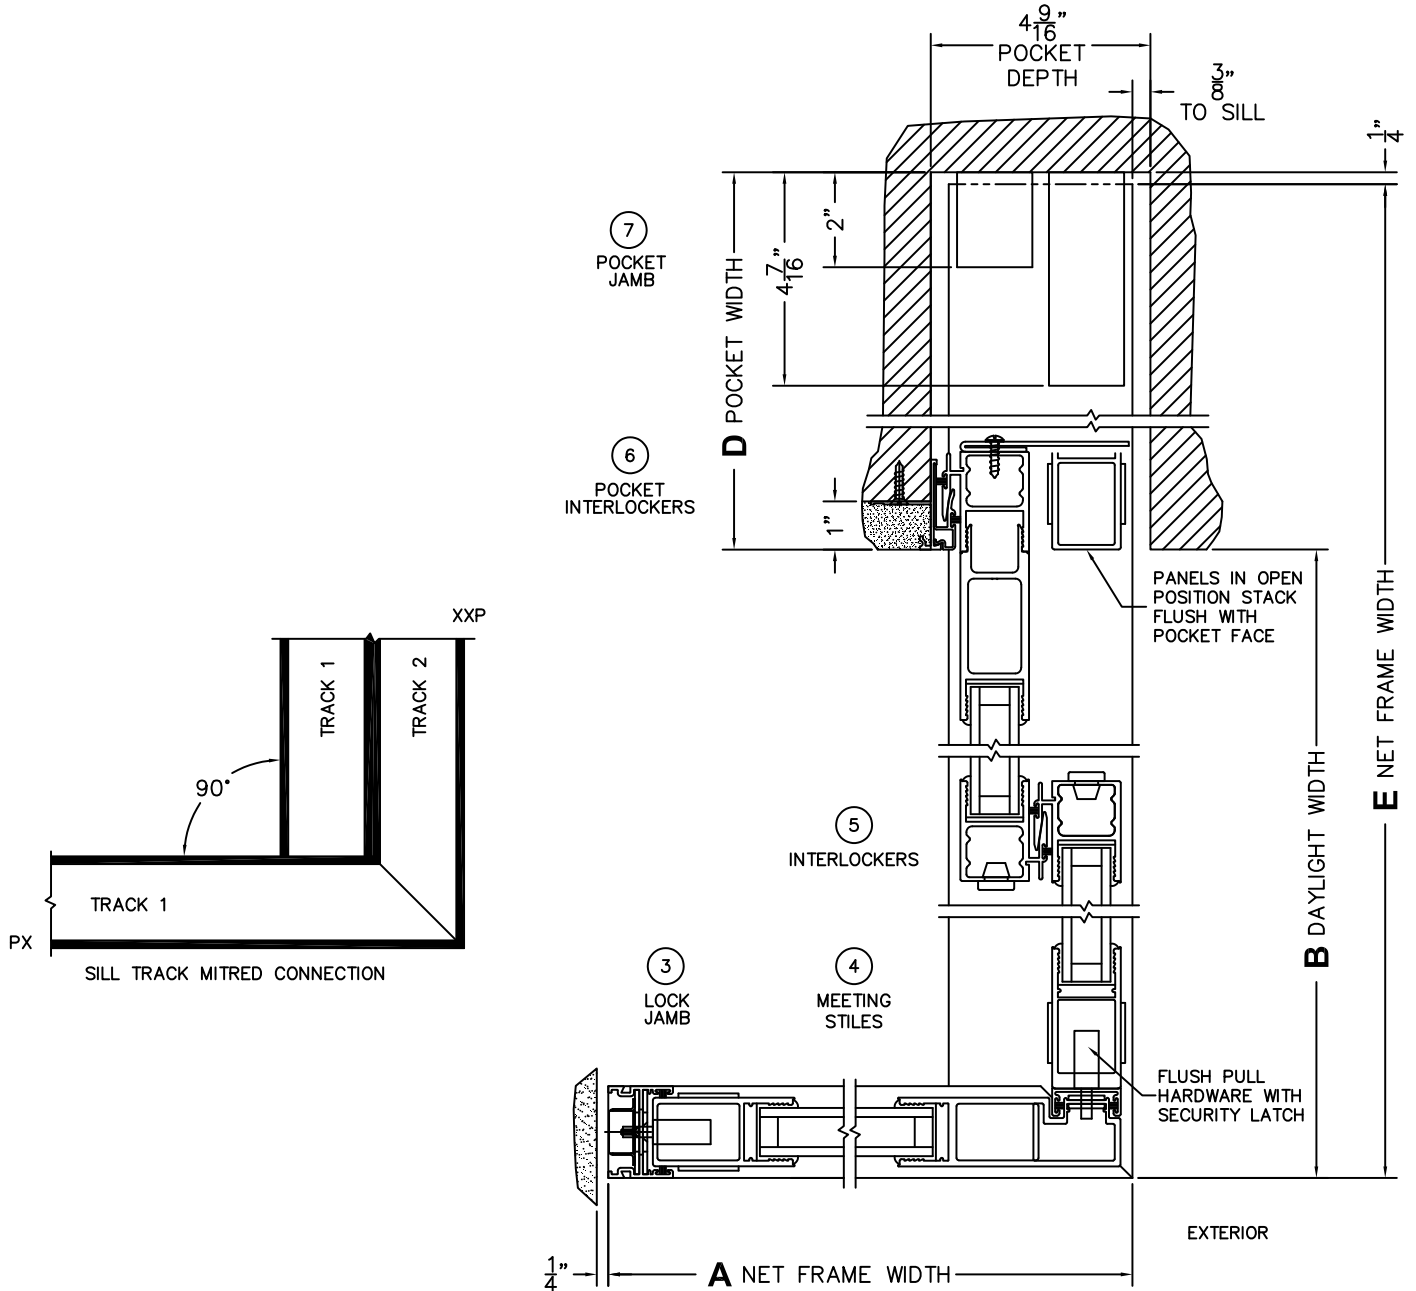 4 9/16"
POCKET
DEPTH
3/8"
TO SILL
1/4"
7
POCKET
JAMB
2"
4 7/16"
D POCKET WIDTH
6
POCKET
INTERLOCKERS
1"
PANELS IN OPEN
POSITION STACK
FLUSH WITH
POCKET FACE
E NET FRAME WIDTH
B DAYLIGHT WIDTH
XXP
TRACK 1
TRACK 2
90°
TRACK 1
PX
SILL TRACK MITRED CONNECTION
5
INTERLOCKERS
3
LOCK
JAMB
4
MEETING
STILES
FLUSH PULL
HARDWARE WITH
SECURITY LATCH
EXTERIOR
1/4"
A NET FRAME WIDTH